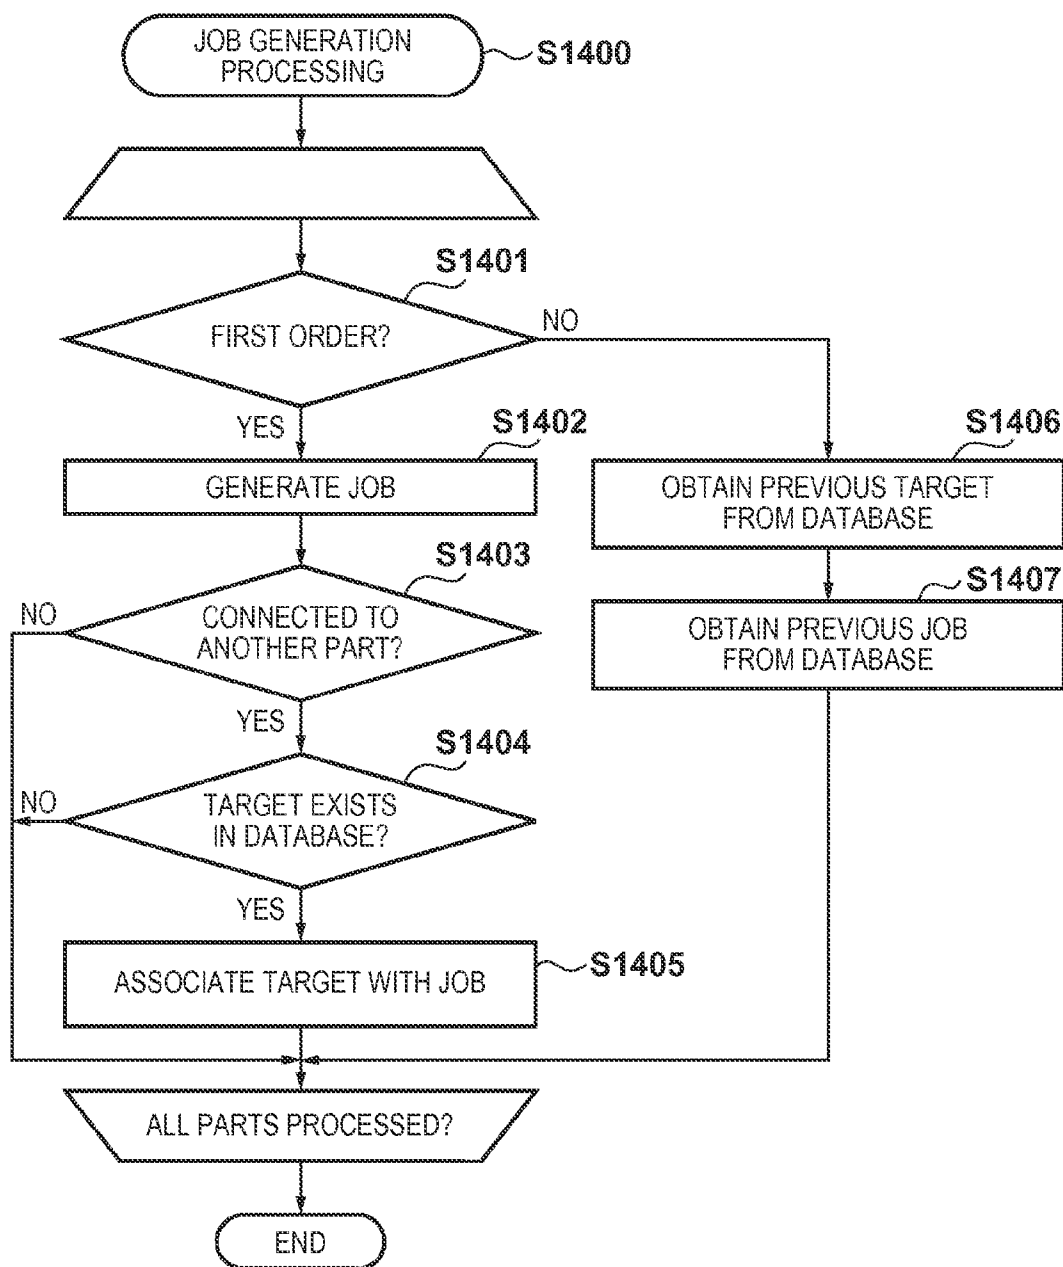 JOB GENERATION
PROCESSING
S1400
S1401
FIRST ORDER?
NO
YES
S1402
GENERATE JOB
S1406
OBTAIN PREVIOUS TARGET
FROM DATABASE
S1403
CONNECTED TO
ANOTHER PART?
NO
YES
S1407
OBTAIN PREVIOUS JOB
FROM DATABASE
S1404
TARGET EXISTS
IN DATABASE?
NO
YES
ASSOCIATE TARGET WITH JOB
S1405
ALL PARTS PROCESSED?
END